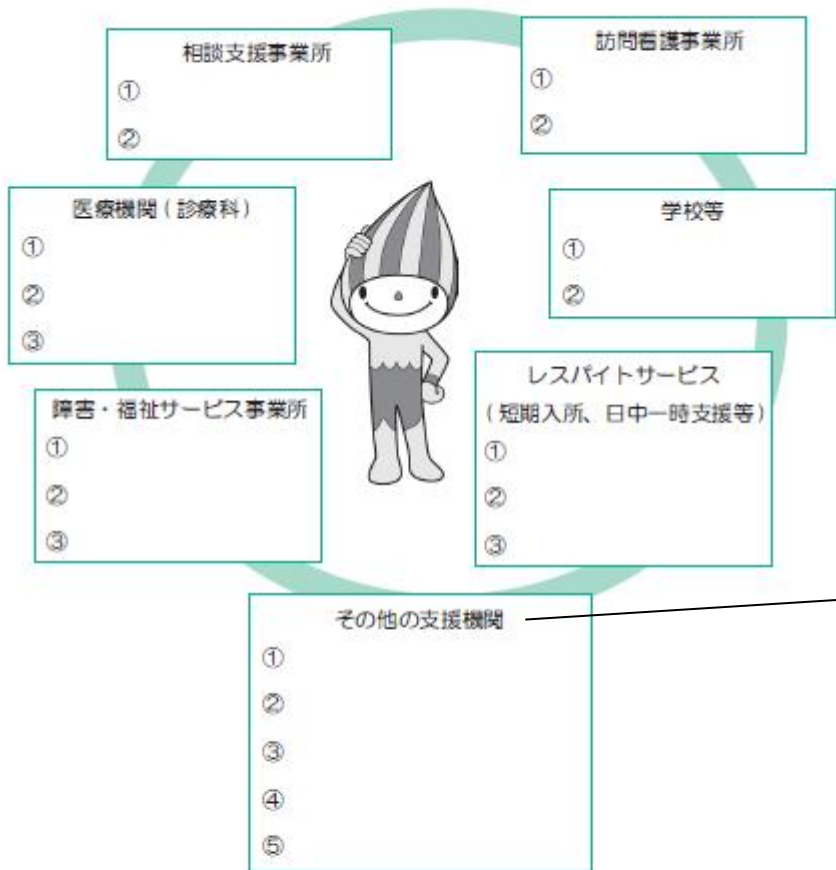 相談支援事業所
①
②
訪問看護事業所
①
②
医療機関(診療科)
①
②
③
学校等
①
②
障害・福祉サービス事業所
①
②
③
レスパイトサービス
(短期入所、日中一時支援等)
①
②
③
その他の支援機関
①
②
③
④
⑤